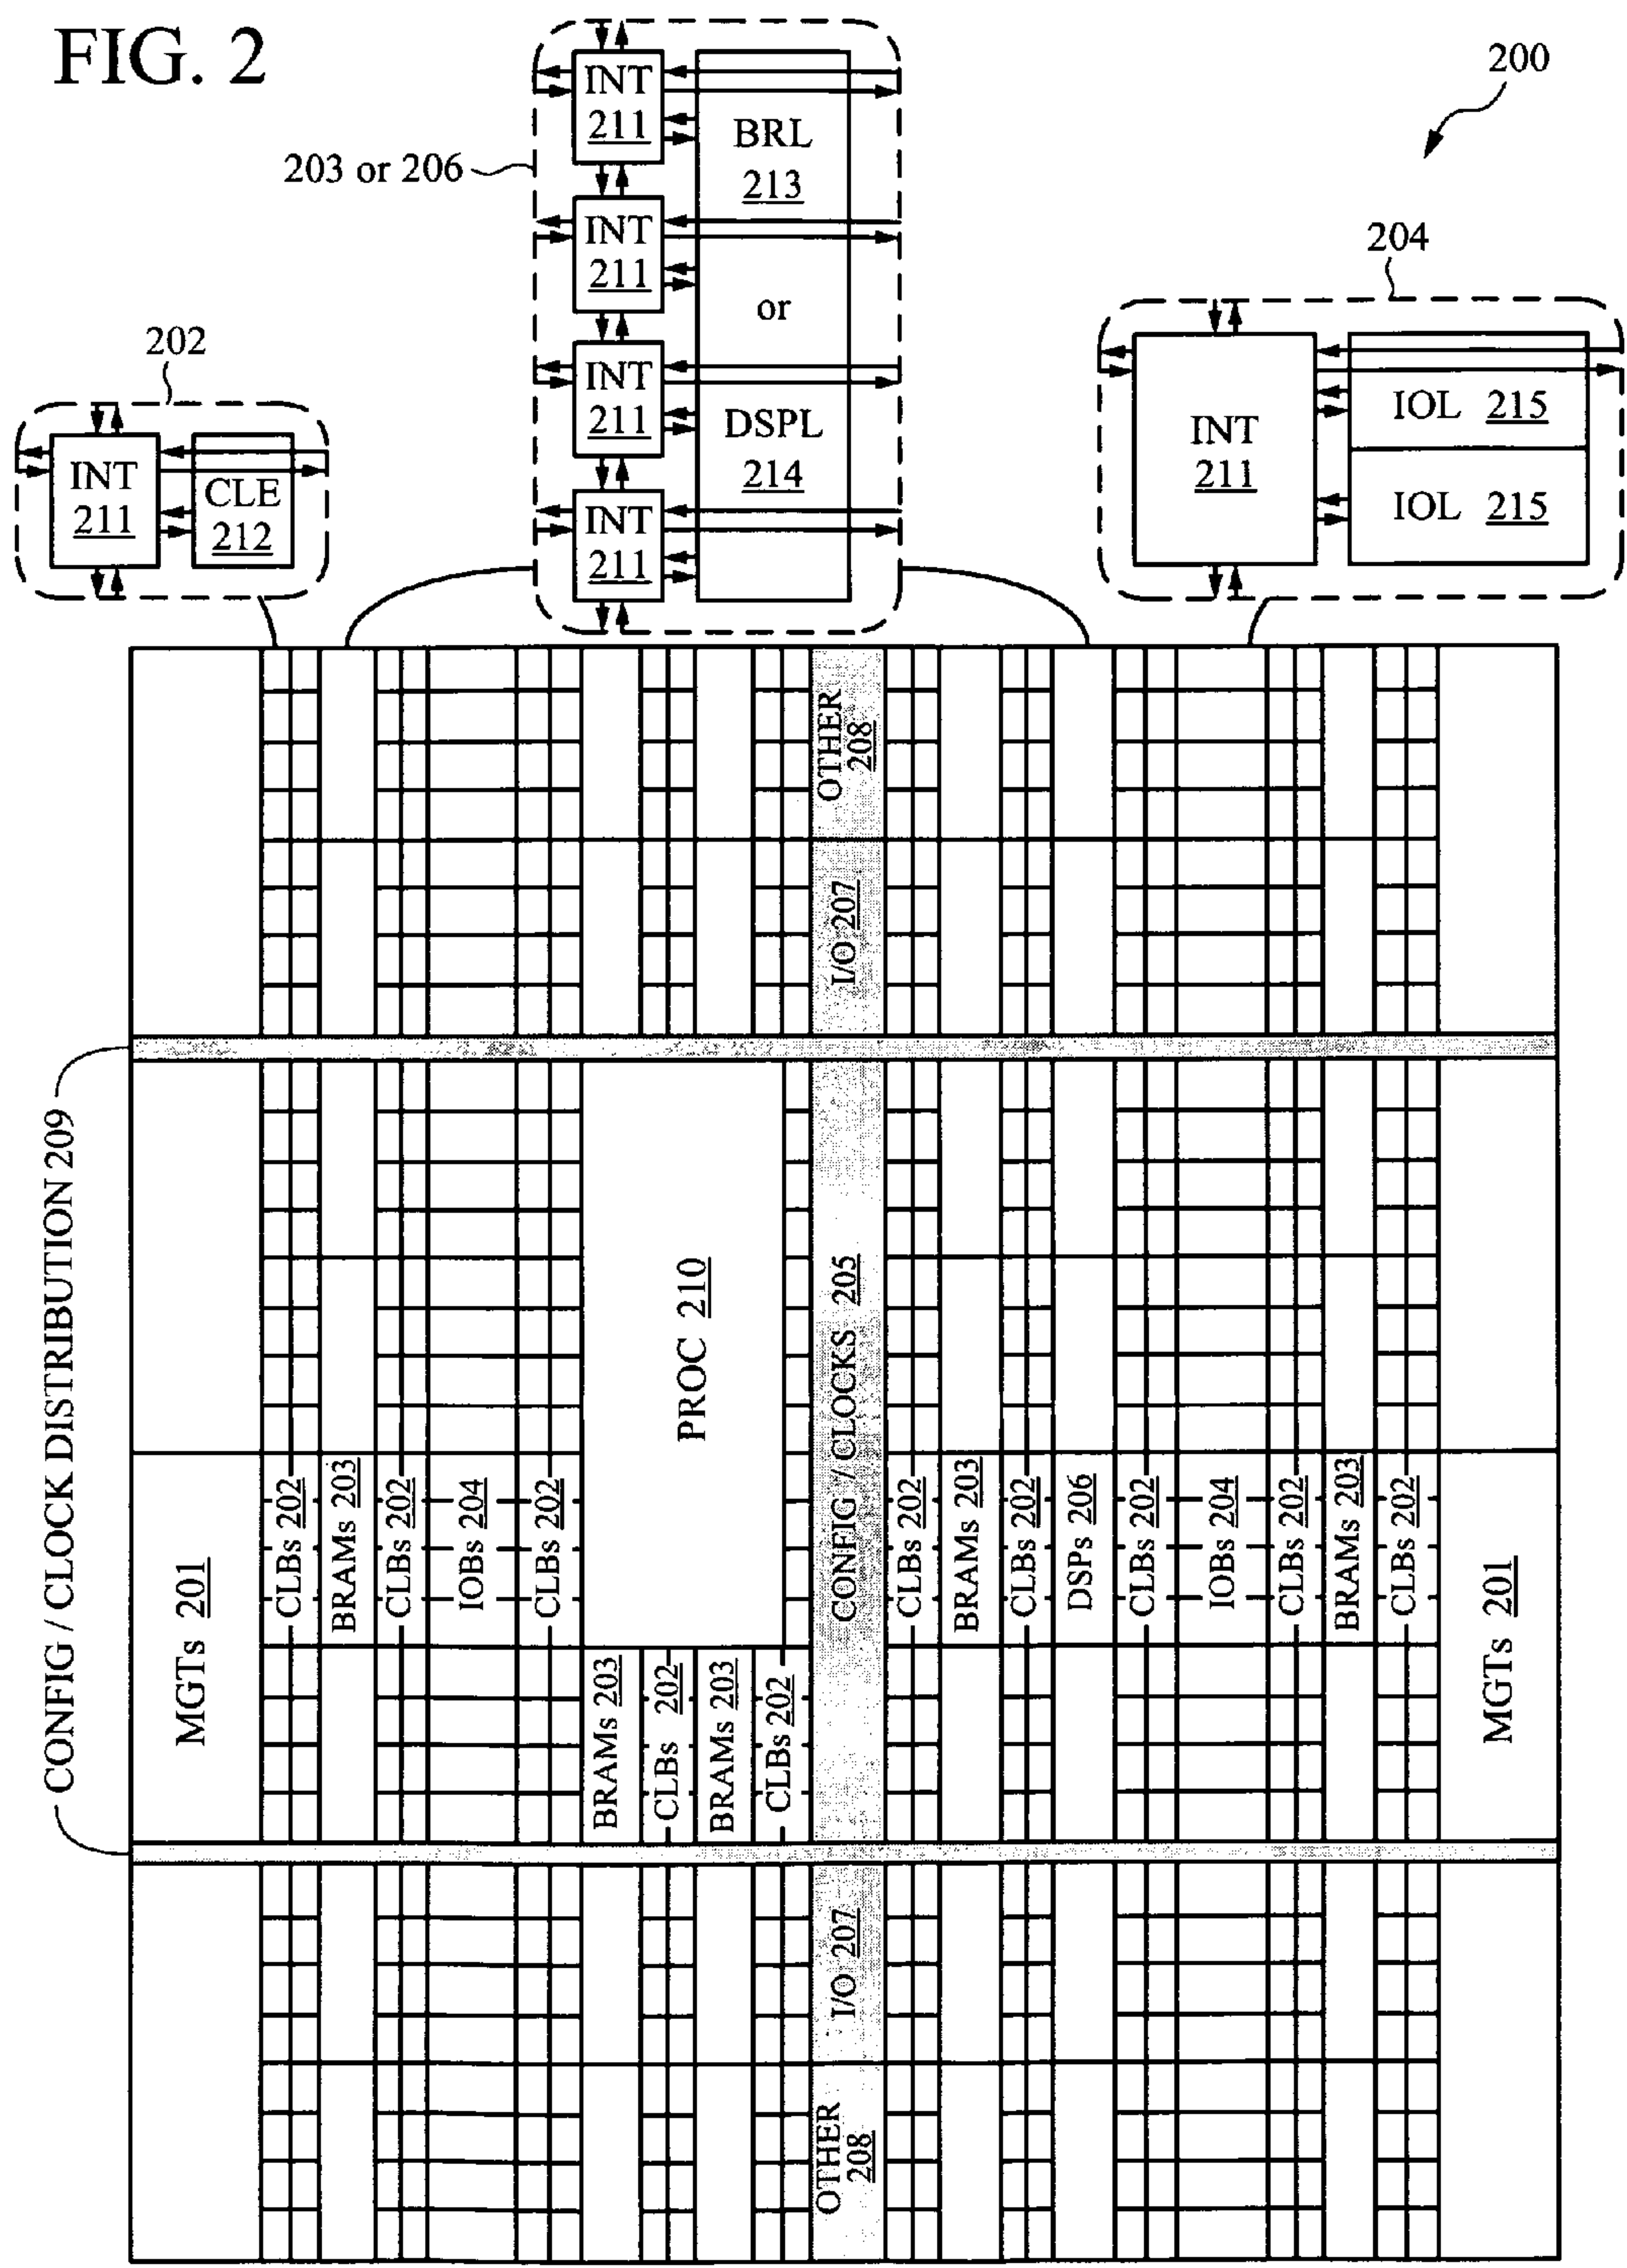 FIG. 2
200
203 or 206
INT
211
INT
211
INT
211
INT
211
BRL
213
or
DSPL
214
204
INT
211
IOL 215
IOL 215
202
INT
211
CLE
212
OTHER
208
I/O 207
CONFIG / CLOCK DISTRIBUTION 209
PROC 210
CONFIG / CLOCKS 205
MGTs 201
CLBs 202
BRAMs 203
CLBs 202
IOBs 204
CLBs 202
BRAMs 203
CLBs 202
BRAMs 203
CLBs 202
CLBs 202
BRAMs 203
CLBs 202
DSPs 206
CLBs 202
IOBs 204
CLBs 202
BRAMs 203
CLBs 202
MGTs 201
I/O 207
OTHER
208